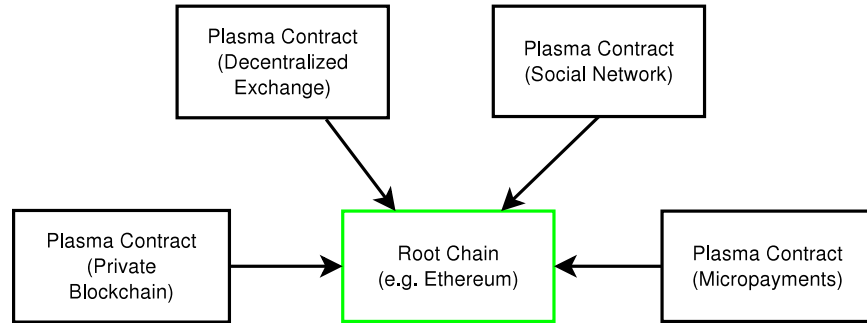 Plasma Contract
(Decentralized
Exchange)
Plasma Contract
(Social Network)
Plasma Contract
(Private
Blockchain)
Root Chain
(e.g. Ethereum)
Plasma Contract
(Micropayments)